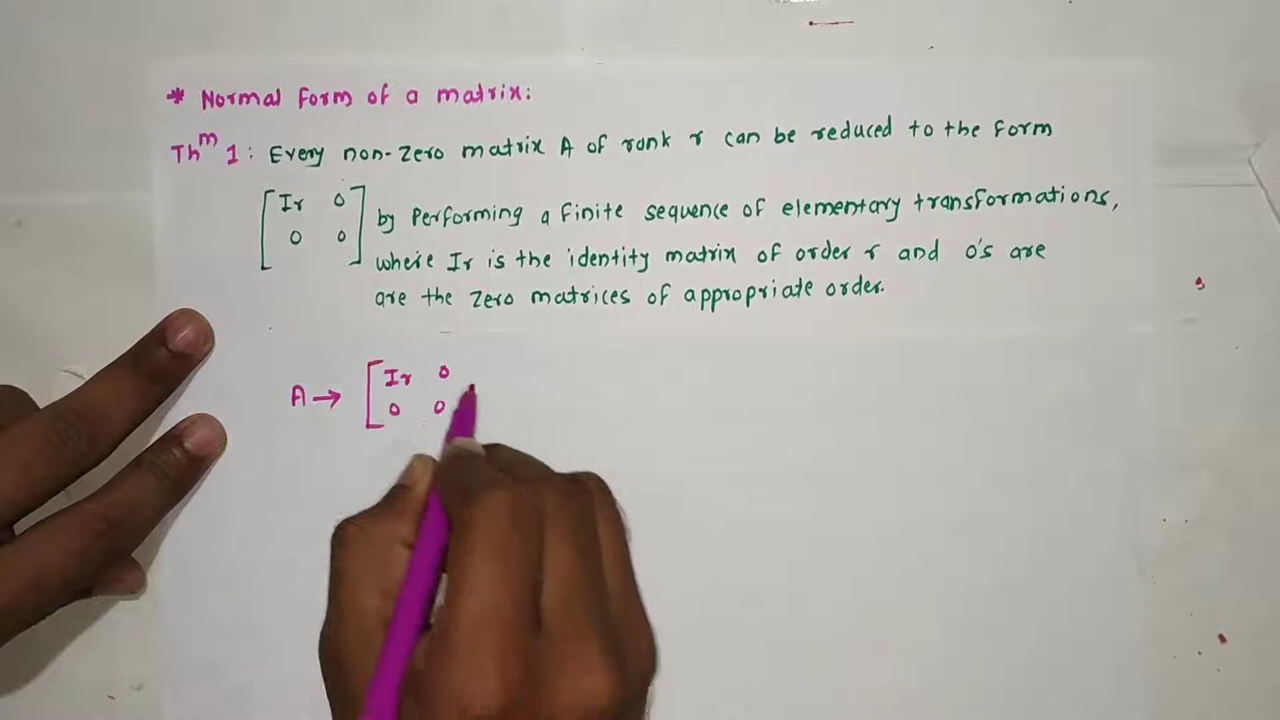 * Normal Form of a matrix:
Thm 1: Every non-zero matrix A of rank r can be reduced to the form
[Ir 0
0 0] by performing a finite sequence of elementary transformations,
where Ir is the identity matrix of order r and 0's are
are the zero matrices of appropriate order.
A → [Ir 0
0 0